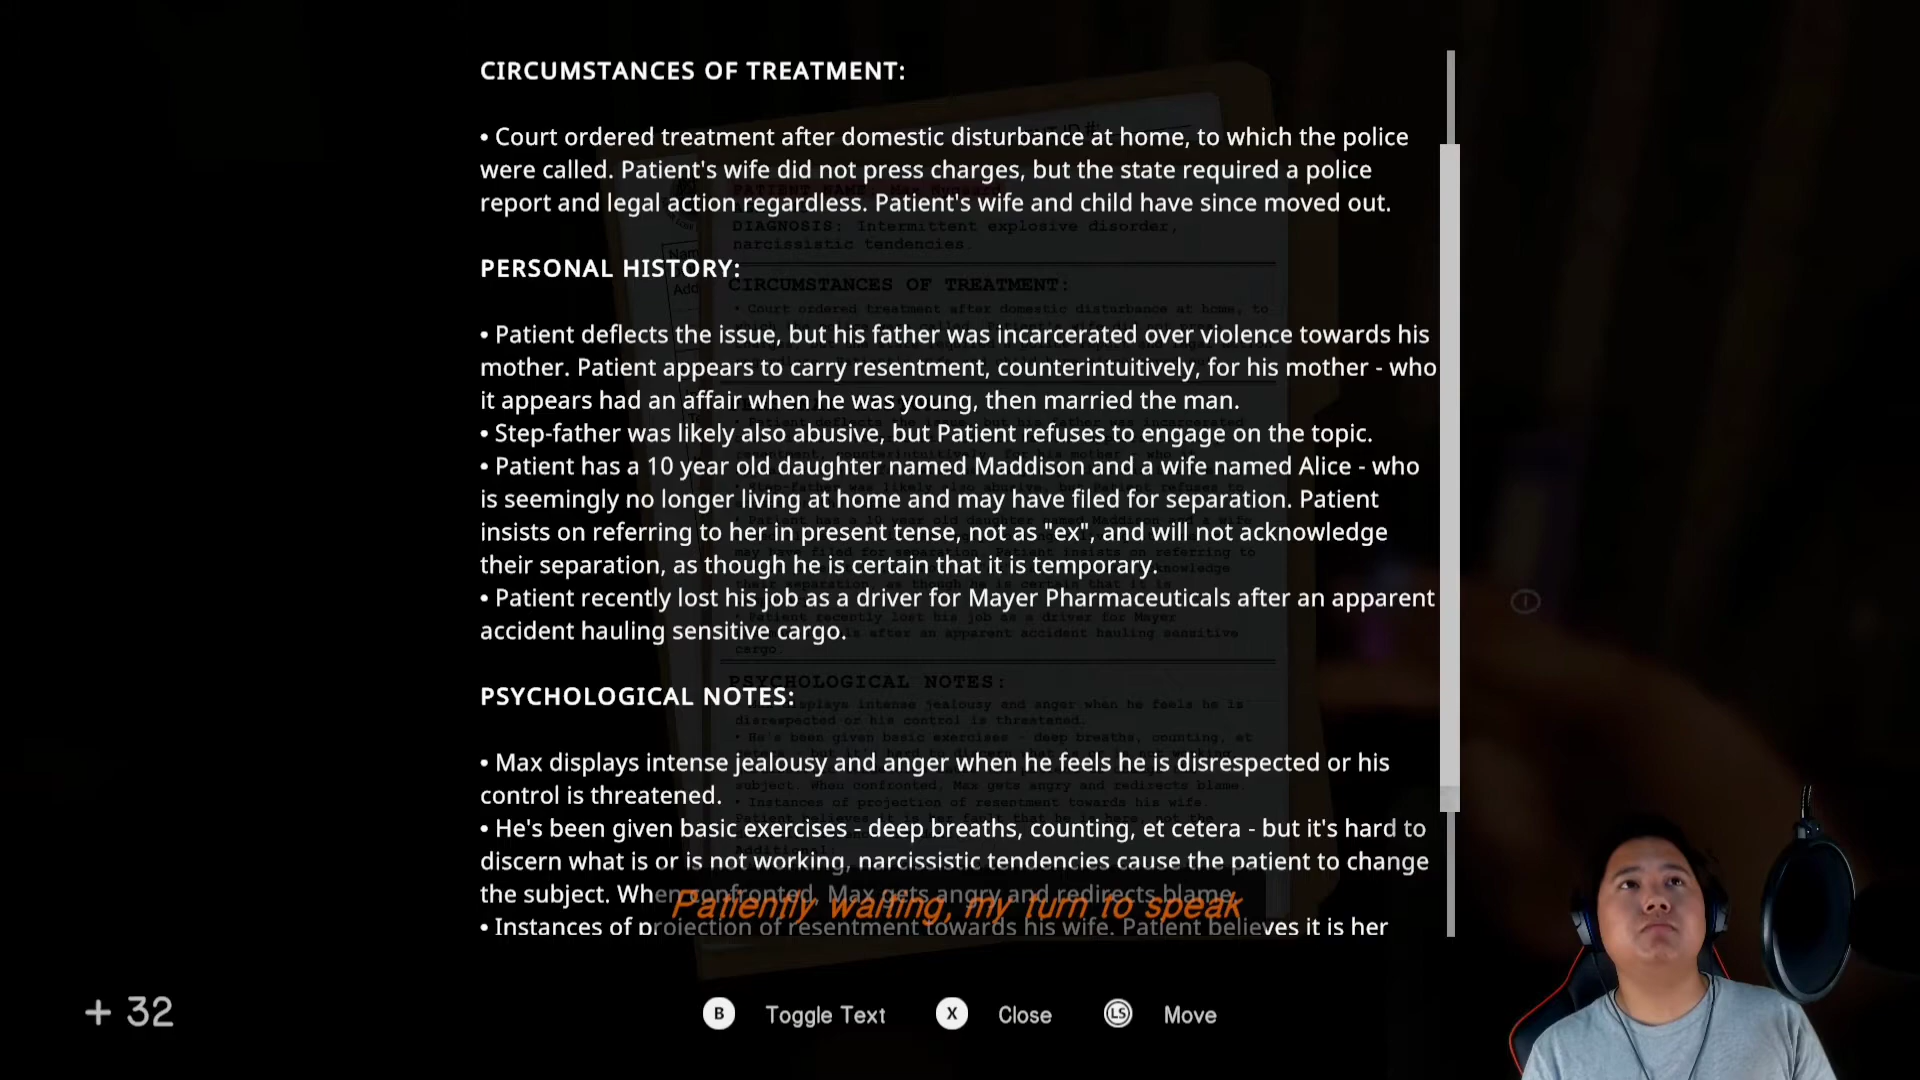 CIRCUMSTANCES OF TREATMENT:
• Court ordered treatment after domestic disturbance at home, to which the police
were called. Patient's wife did not press charges, but the state required a police
report and legal action regardless. Patient's wife and child have since moved out.
PERSONAL HISTORY:
• Patient deflects the issue, but his father was incarcerated over violence towards his
mother. Patient appears to carry resentment, counterintuitively, for his mother - who
it appears had an affair when he was young, then married the man.
• Step-father was likely also abusive, but Patient refuses to engage on the topic.
• Patient has a 10 year old daughter named Maddison and a wife named Alice - who
is seemingly no longer living at home and may have filed for separation. Patient
insists on referring to her in present tense, not as "ex", and will not acknowledge
their separation, as though he is certain that it is temporary.
• Patient recently lost his job as a driver for Mayer Pharmaceuticals after an apparent
accident hauling sensitive cargo.
PSYCHOLOGICAL NOTES:
• Max displays intense jealousy and anger when he feels he is disrespected or his
control is threatened.
• He's been given basic exercises - deep breaths, counting, et cetera - but it's hard to
discern what is or is not working, narcissistic tendencies cause the patient to change
the subject. When confronted, Max gets angry and redirects blame.
Patiently waiting, my turn to speak
• Instances of projection of resentment towards his wife. Patient believes it is her
+ 32
B Toggle Text X Close LS Move